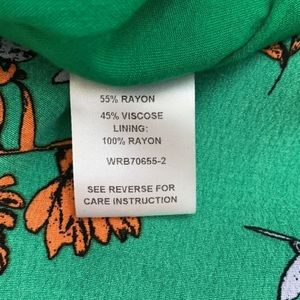 55% RAYON
45% VISCOSE
LINING:
100% RAYON
WRB70655-2
SEE REVERSE FOR
CARE INSTRUCTION